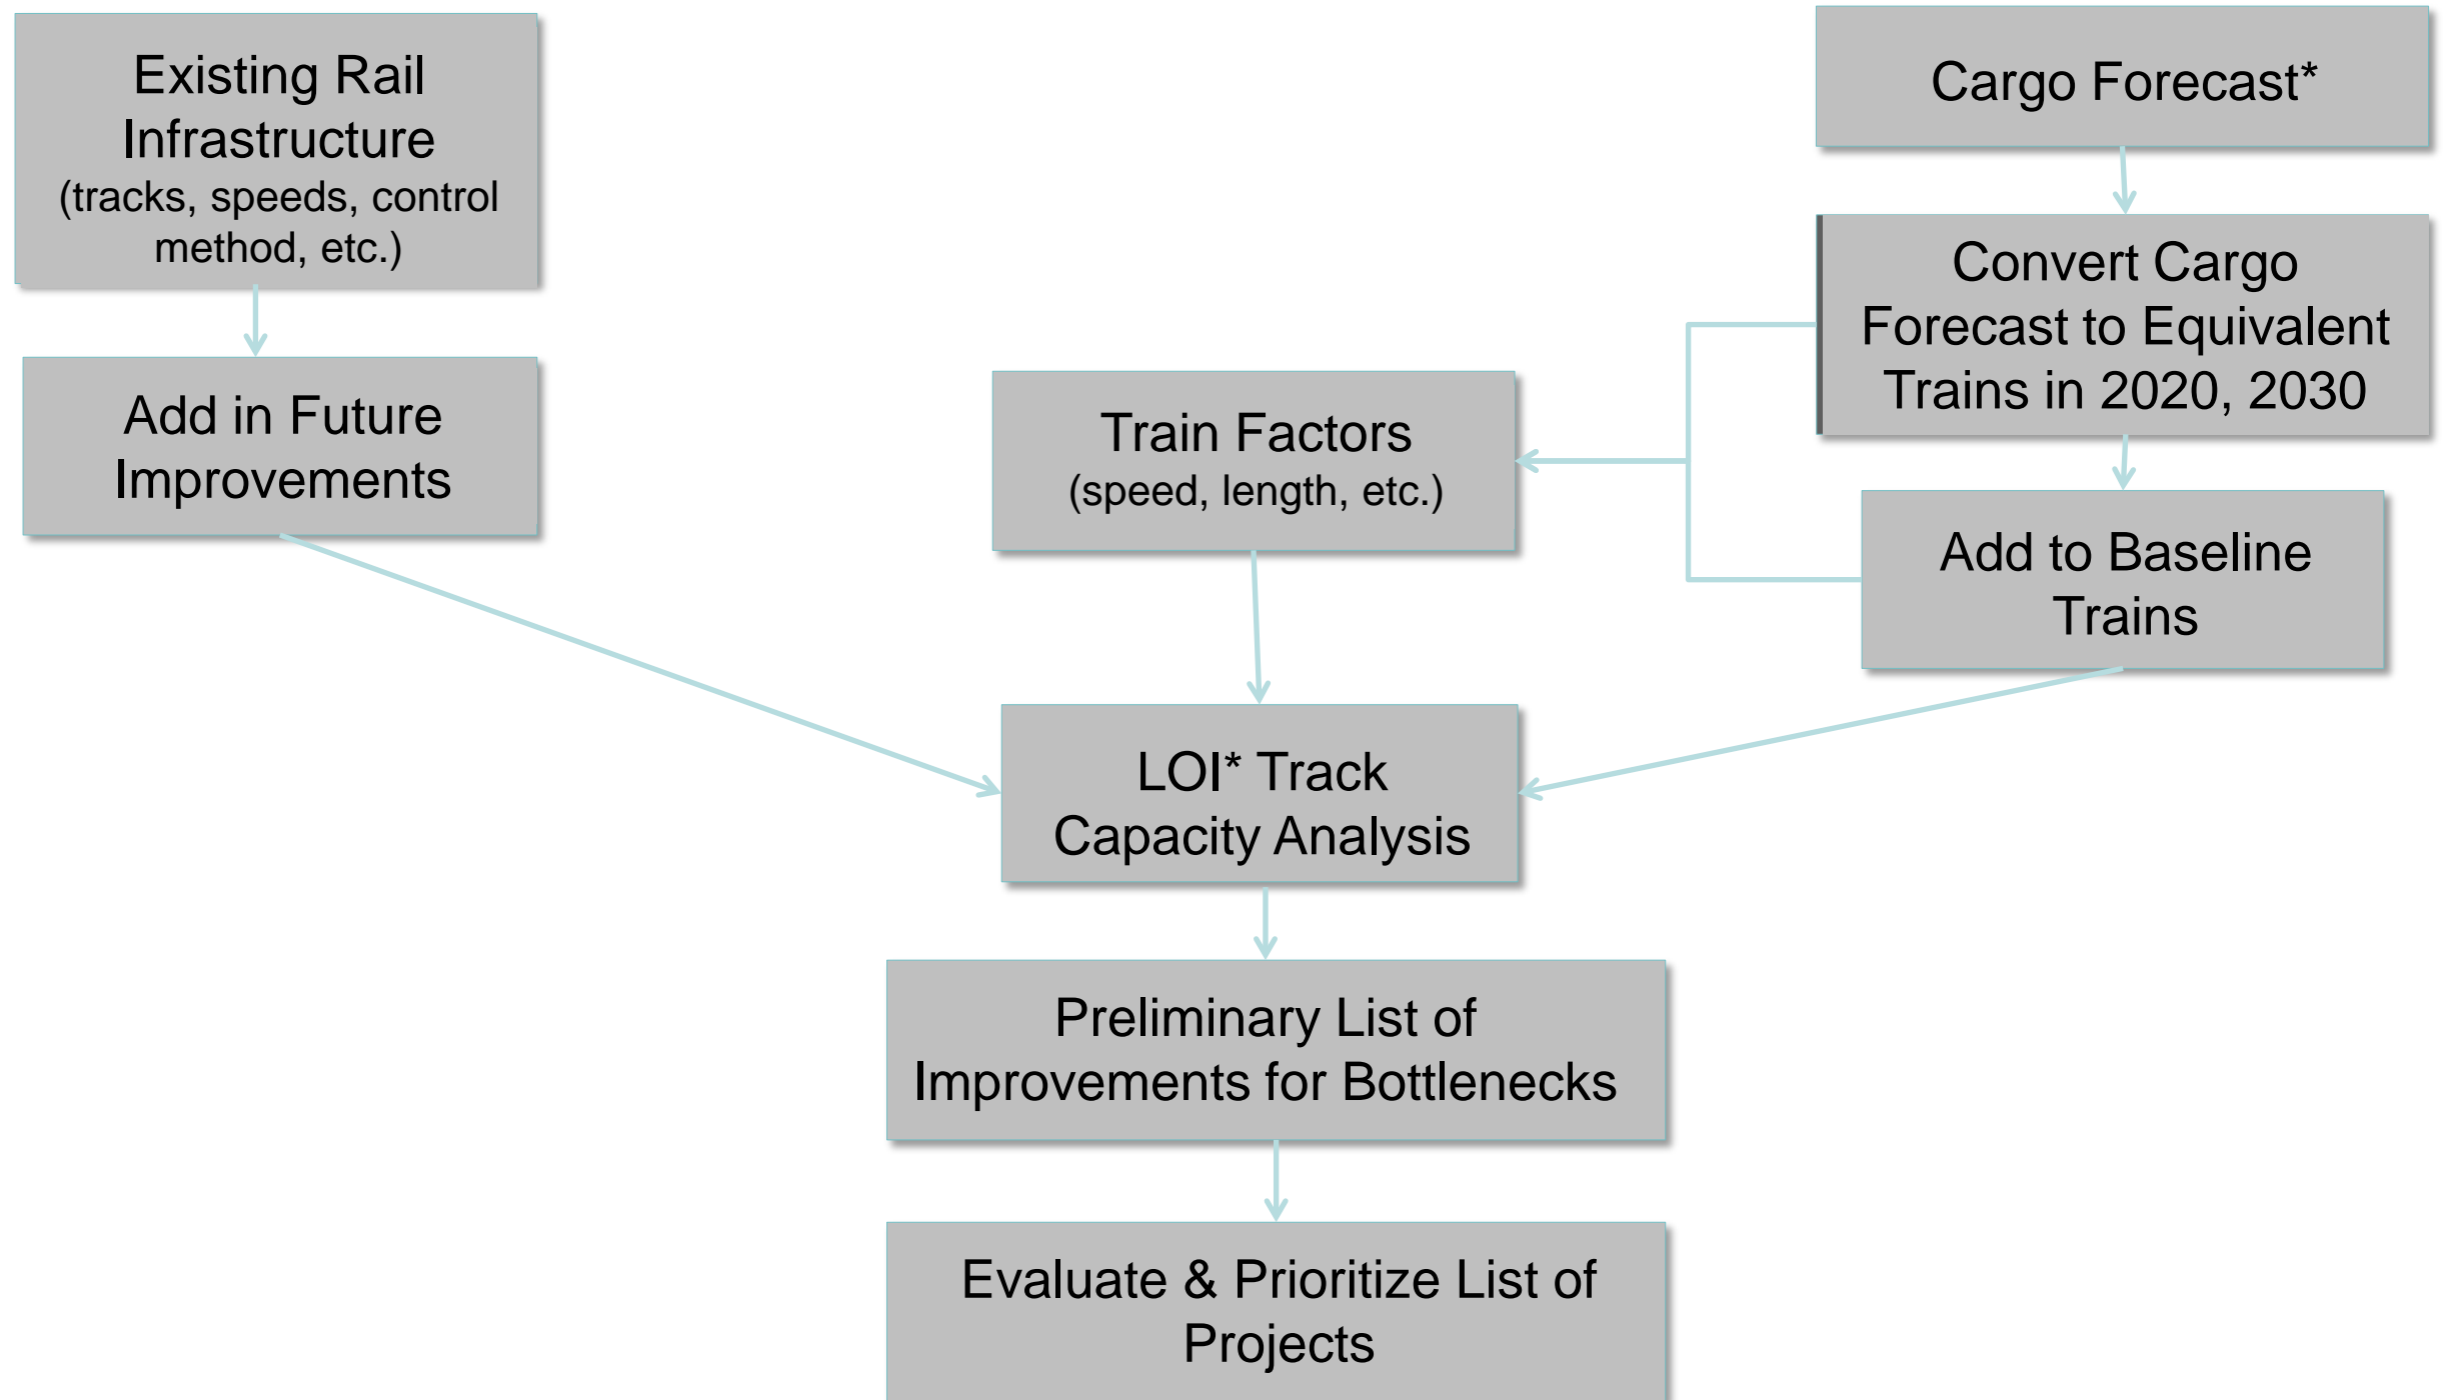 Existing Rail
Infrastructure
(tracks, speeds, control
method, etc.)
Add in Future
Improvements
Train Factors
(speed, length, etc.)
Cargo Forecast*
Convert Cargo
Forecast to Equivalent
Trains in 2020, 2030
Add to Baseline
Trains
LOI* Track
Capacity Analysis
Preliminary List of
Improvements for Bottlenecks
Evaluate & Prioritize List of
Projects